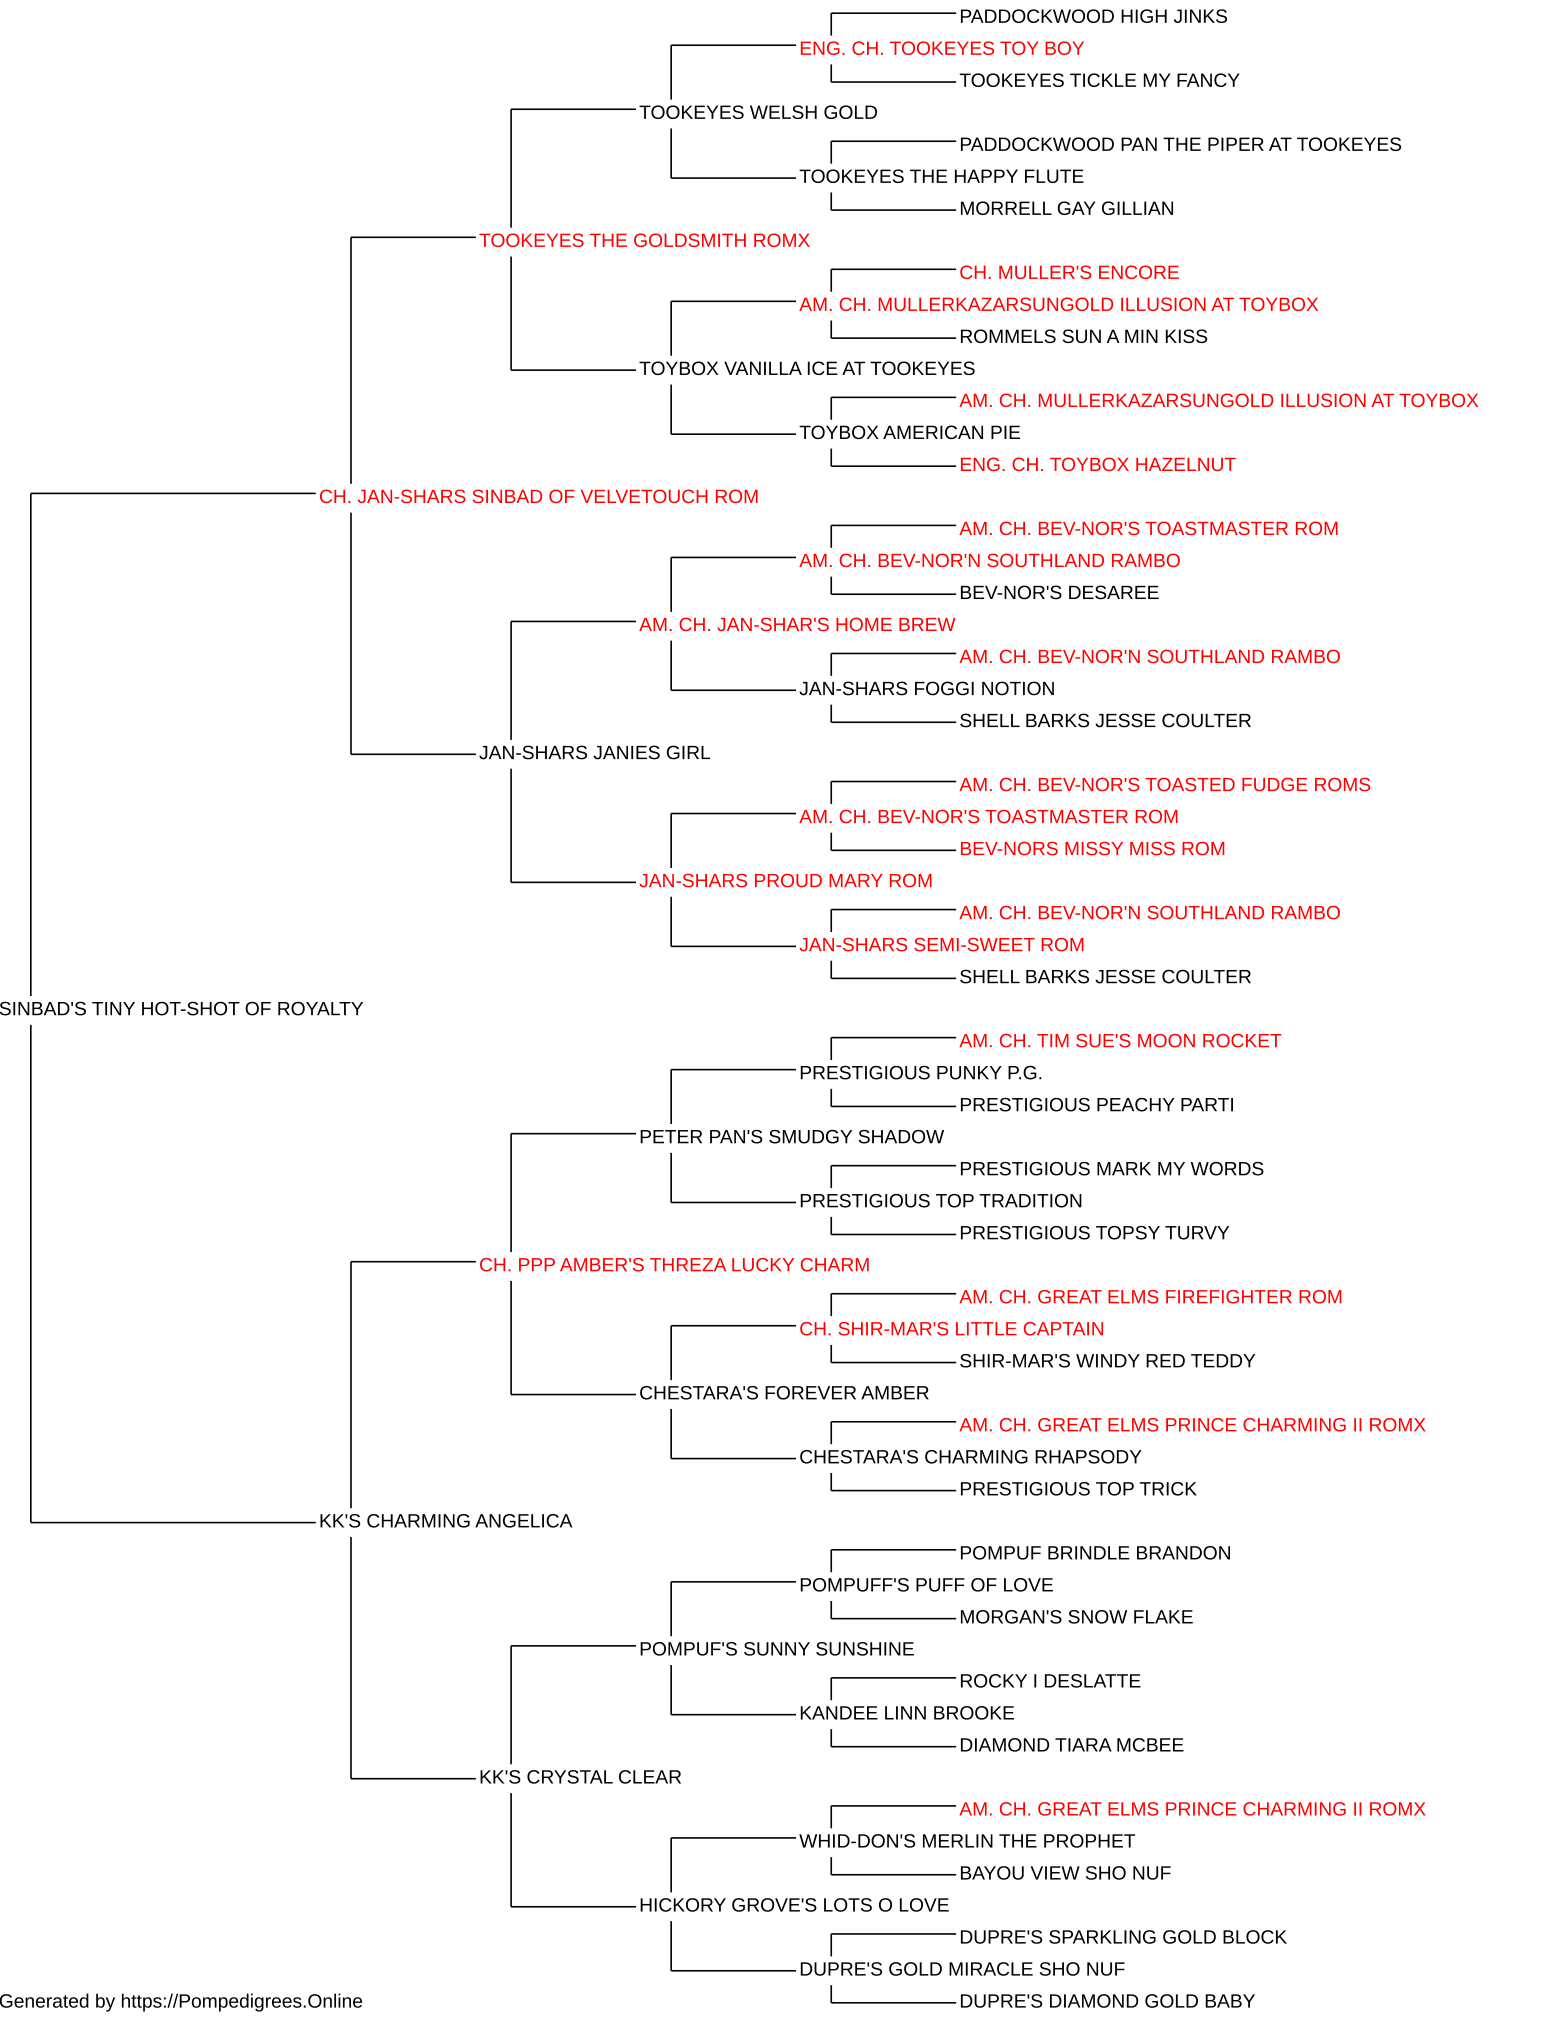 PADDOCKWOOD HIGH JINKS
ENG. CH. TOOKEYES TOY BOY
TOOKEYES TICKLE MY FANCY
TOOKEYES WELSH GOLD
PADDOCKWOOD PAN THE PIPER AT TOOKEYES
TOOKEYES THE HAPPY FLUTE
MORRELL GAY GILLIAN
TOOKEYES THE GOLDSMITH ROMX
CH. MULLER'S ENCORE
AM. CH. MULLERKAZARSUNGOLD ILLUSION AT TOYBOX
ROMMELS SUN A MIN KISS
TOYBOX VANILLA ICE AT TOOKEYES
AM. CH. MULLERKAZARSUNGOLD ILLUSION AT TOYBOX
TOYBOX AMERICAN PIE
ENG. CH. TOYBOX HAZELNUT
CH. JAN-SHARS SINBAD OF VELVETOUCH ROM
AM. CH. BEV-NOR'S TOASTMASTER ROM
AM. CH. BEV-NOR'N SOUTHLAND RAMBO
BEV-NOR'S DESAREE
AM. CH. JAN-SHAR'S HOME BREW
AM. CH. BEV-NOR'N SOUTHLAND RAMBO
JAN-SHARS FOGGI NOTION
SHELL BARKS JESSE COULTER
JAN-SHARS JANIES GIRL
AM. CH. BEV-NOR'S TOASTED FUDGE ROMS
AM. CH. BEV-NOR'S TOASTMASTER ROM
BEV-NORS MISSY MISS ROM
JAN-SHARS PROUD MARY ROM
AM. CH. BEV-NOR'N SOUTHLAND RAMBO
JAN-SHARS SEMI-SWEET ROM
SHELL BARKS JESSE COULTER
SINBAD'S TINY HOT-SHOT OF ROYALTY
AM. CH. TIM SUE'S MOON ROCKET
PRESTIGIOUS PUNKY P.G.
PRESTIGIOUS PEACHY PARTI
PETER PAN'S SMUDGY SHADOW
PRESTIGIOUS MARK MY WORDS
PRESTIGIOUS TOP TRADITION
PRESTIGIOUS TOPSY TURVY
CH. PPP AMBER'S THREZA LUCKY CHARM
AM. CH. GREAT ELMS FIREFIGHTER ROM
CH. SHIR-MAR'S LITTLE CAPTAIN
SHIR-MAR'S WINDY RED TEDDY
CHESTARA'S FOREVER AMBER
AM. CH. GREAT ELMS PRINCE CHARMING II ROMX
CHESTARA'S CHARMING RHAPSODY
PRESTIGIOUS TOP TRICK
KK'S CHARMING ANGELICA
POMPUF BRINDLE BRANDON
POMPUFF'S PUFF OF LOVE
MORGAN'S SNOW FLAKE
POMPUF'S SUNNY SUNSHINE
ROCKY I DESLATTE
KANDEE LINN BROOKE
DIAMOND TIARA MCBEE
KK'S CRYSTAL CLEAR
AM. CH. GREAT ELMS PRINCE CHARMING II ROMX
WHID-DON'S MERLIN THE PROPHET
BAYOU VIEW SHO NUF
HICKORY GROVE'S LOTS O LOVE
DUPRE'S SPARKLING GOLD BLOCK
DUPRE'S GOLD MIRACLE SHO NUF
DUPRE'S DIAMOND GOLD BABY
Generated by https://Pompedigrees.Online